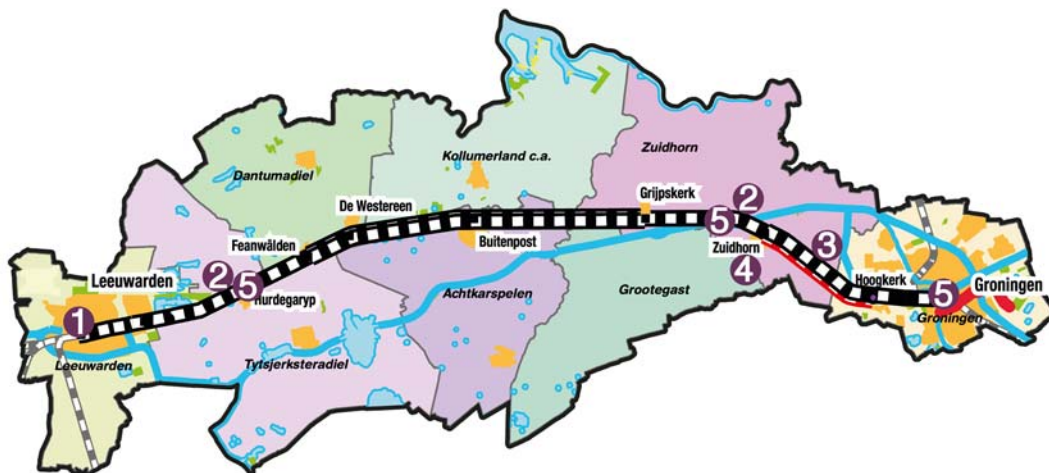 Zuidhorn
Kollumerland c.a.
Dantumadiel
Grijpskerk
2
De Westereen
5
Feanwâlden
Buitenpost
Zuidhorn
3
Leeuwarden
2
5
4
Hoogkerk
Groningen
Hurdegaryp
Achtkarspelen
Grootegast
5
1
Groningen
Leeuwarden
Tytsjerksteradiel